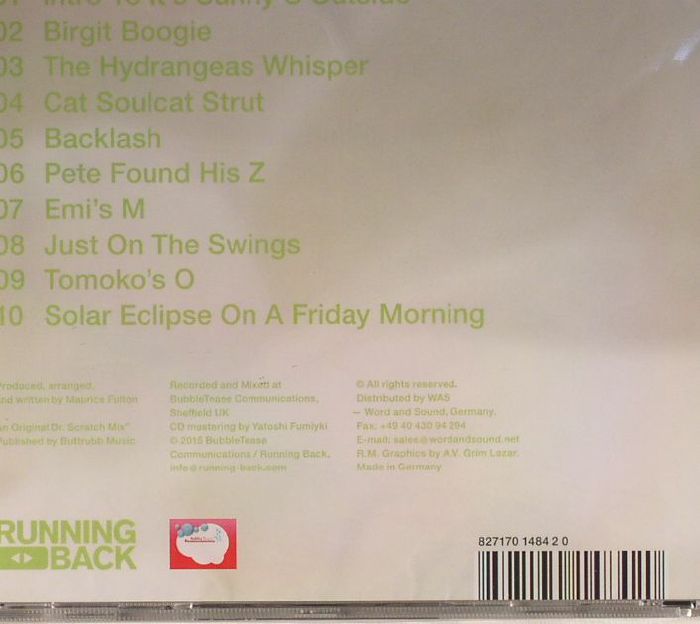 Birgit Boogie
03 The Hydrangeas Whisper
04 Cat Soulcat Strut
05 Backlash
06 Pete Found His Z
07 Emi's M
08 Just On The Swings
09 Tomoko's O
10 Solar Eclipse On A Friday Morning
Produced, arranged,
and written by Maurice Fulton
an Original Dr. Scratch Mix"
Published by Buttrubb Music
Recorded and Mixed at
BubbleTease Communications,
Sheffield UK
CD mastering by Yatoshi Fumiyki
© 2015 BubbleTease
Communications / Running Back,
info@running-back.com
© All rights reserved.
Distributed by WAS
— Word and Sound, Germany.
Fax: +49 40 430 94 294
E-mail: sales@wordandsound.net
R.M. Graphics by A.V. Grim Lazar.
Made in Germany
RUNNING
BACK
827170 1484 2 0